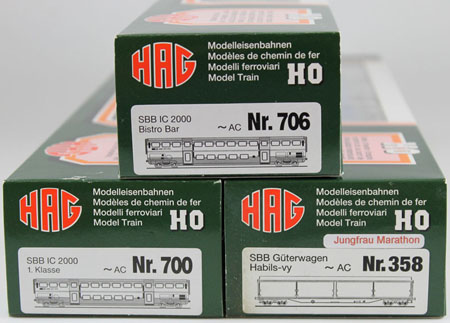 HAG
Modelleisenbahnen
Modèles de chemin de fer
Modelli ferroviari
Model Train
HO
SBB IC 2000
Bistro Bar
~ AC Nr. 706
HAG
Modelleisenbahnen
Modèles de chemin de fer
Modelli ferroviari
Model Train
HO
SBB IC 2000
1. Klasse
~ AC Nr. 700
HAG
Modelleisenbahnen
Modèles de chemin de fer
Modelli ferroviari
Model Train
HO
Jungfrau Marathon
SBB Güterwagen
Habils-vy
~ AC Nr. 358